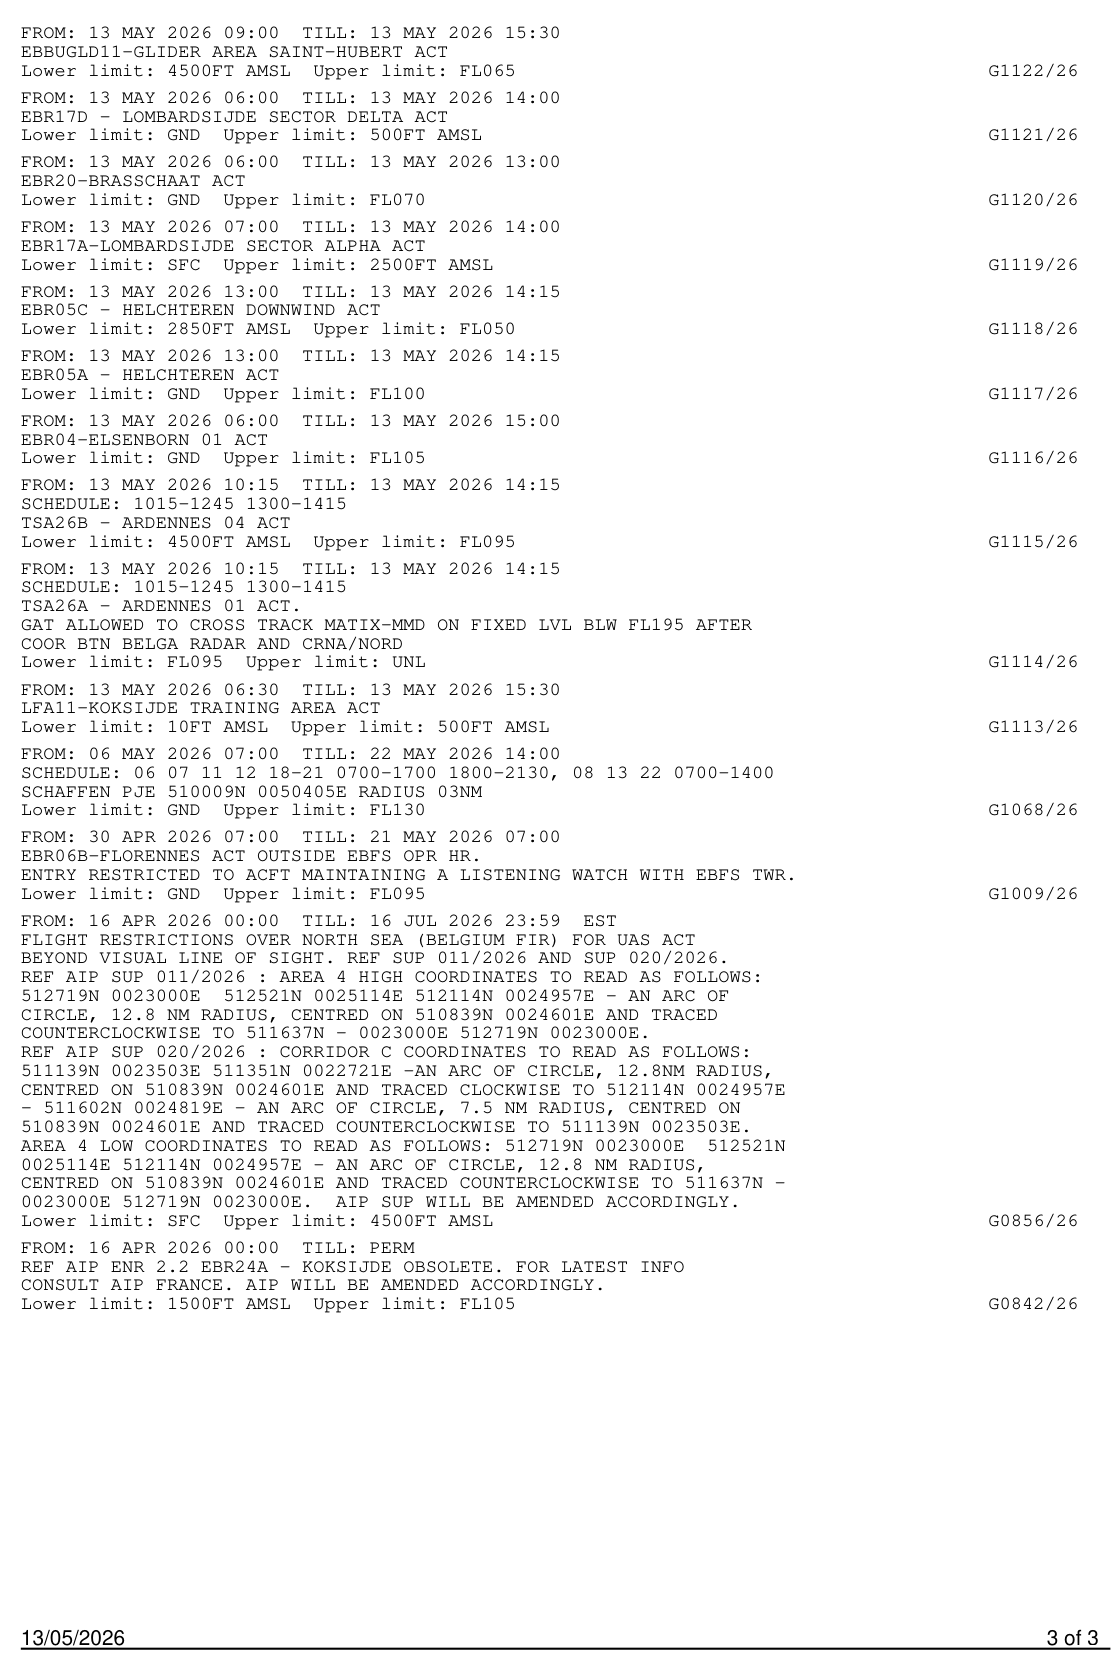 FROM: 13 MAY 2026 09:00  TILL: 13 MAY 2026 15:30
EBBUGLD11-GLIDER AREA SAINT-HUBERT ACT
Lower limit: 4500FT AMSL  Upper limit: FL065 G1122/26
FROM: 13 MAY 2026 06:00  TILL: 13 MAY 2026 14:00
EBR17D - LOMBARDSIJDE SECTOR DELTA ACT
Lower limit: GND  Upper limit: 500FT AMSL G1121/26
FROM: 13 MAY 2026 06:00  TILL: 13 MAY 2026 13:00
EBR20-BRASSCHAAT ACT
Lower limit: GND  Upper limit: FL070 G1120/26
FROM: 13 MAY 2026 07:00  TILL: 13 MAY 2026 14:00
EBR17A-LOMBARDSIJDE SECTOR ALPHA ACT
Lower limit: SFC  Upper limit: 2500FT AMSL G1119/26
FROM: 13 MAY 2026 13:00  TILL: 13 MAY 2026 14:15
EBR05C - HELCHTEREN DOWNWIND ACT
Lower limit: 2850FT AMSL  Upper limit: FL050 G1118/26
FROM: 13 MAY 2026 13:00  TILL: 13 MAY 2026 14:15
EBR05A - HELCHTEREN ACT
Lower limit: GND  Upper limit: FL100 G1117/26
FROM: 13 MAY 2026 06:00  TILL: 13 MAY 2026 15:00
EBR04-ELSENBORN 01 ACT
Lower limit: GND  Upper limit: FL105 G1116/26
FROM: 13 MAY 2026 10:15  TILL: 13 MAY 2026 14:15
SCHEDULE: 1015-1245 1300-1415
TSA26B - ARDENNES 04 ACT
Lower limit: 4500FT AMSL  Upper limit: FL095 G1115/26
FROM: 13 MAY 2026 10:15  TILL: 13 MAY 2026 14:15
SCHEDULE: 1015-1245 1300-1415
TSA26A - ARDENNES 01 ACT.
GAT ALLOWED TO CROSS TRACK MATIX-MMD ON FIXED LVL BLW FL195 AFTER
COOR BTN BELGA RADAR AND CRNA/NORD
Lower limit: FL095  Upper limit: UNL G1114/26
FROM: 13 MAY 2026 06:30  TILL: 13 MAY 2026 15:30
LFA11-KOKSIJDE TRAINING AREA ACT
Lower limit: 10FT AMSL  Upper limit: 500FT AMSL G1113/26
FROM: 06 MAY 2026 07:00  TILL: 22 MAY 2026 14:00
SCHEDULE: 06 07 11 12 18-21 0700-1700 1800-2130, 08 13 22 0700-1400
SCHAFFEN PJE 510009N 0050405E RADIUS 03NM
Lower limit: GND  Upper limit: FL130 G1068/26
FROM: 30 APR 2026 07:00  TILL: 21 MAY 2026 07:00
EBR06B-FLORENNES ACT OUTSIDE EBFS OPR HR.
ENTRY RESTRICTED TO ACFT MAINTAINING A LISTENING WATCH WITH EBFS TWR.
Lower limit: GND  Upper limit: FL095 G1009/26
FROM: 16 APR 2026 00:00  TILL: 16 JUL 2026 23:59  EST
FLIGHT RESTRICTIONS OVER NORTH SEA (BELGIUM FIR) FOR UAS ACT
BEYOND VISUAL LINE OF SIGHT. REF SUP 011/2026 AND SUP 020/2026.
REF AIP SUP 011/2026 : AREA 4 HIGH COORDINATES TO READ AS FOLLOWS:
512719N 0023000E  512521N 0025114E 512114N 0024957E - AN ARC OF
CIRCLE, 12.8 NM RADIUS, CENTRED ON 510839N 0024601E AND TRACED
COUNTERCLOCKWISE TO 511637N - 0023000E 512719N 0023000E.
REF AIP SUP 020/2026 : CORRIDOR C COORDINATES TO READ AS FOLLOWS:
511139N 0023503E 511351N 0022721E -AN ARC OF CIRCLE, 12.8NM RADIUS,
CENTRED ON 510839N 0024601E AND TRACED CLOCKWISE TO 512114N 0024957E
- 511602N 0024819E - AN ARC OF CIRCLE, 7.5 NM RADIUS, CENTRED ON
510839N 0024601E AND TRACED COUNTERCLOCKWISE TO 511139N 0023503E.
AREA 4 LOW COORDINATES TO READ AS FOLLOWS: 512719N 0023000E  512521N
0025114E 512114N 0024957E - AN ARC OF CIRCLE, 12.8 NM RADIUS,
CENTRED ON 510839N 0024601E AND TRACED COUNTERCLOCKWISE TO 511637N -
0023000E 512719N 0023000E.  AIP SUP WILL BE AMENDED ACCORDINGLY.
Lower limit: SFC  Upper limit: 4500FT AMSL G0856/26
FROM: 16 APR 2026 00:00  TILL: PERM
REF AIP ENR 2.2 EBR24A - KOKSIJDE OBSOLETE. FOR LATEST INFO
CONSULT AIP FRANCE. AIP WILL BE AMENDED ACCORDINGLY.
Lower limit: 1500FT AMSL  Upper limit: FL105 G0842/26
13/05/2026 3 of 3